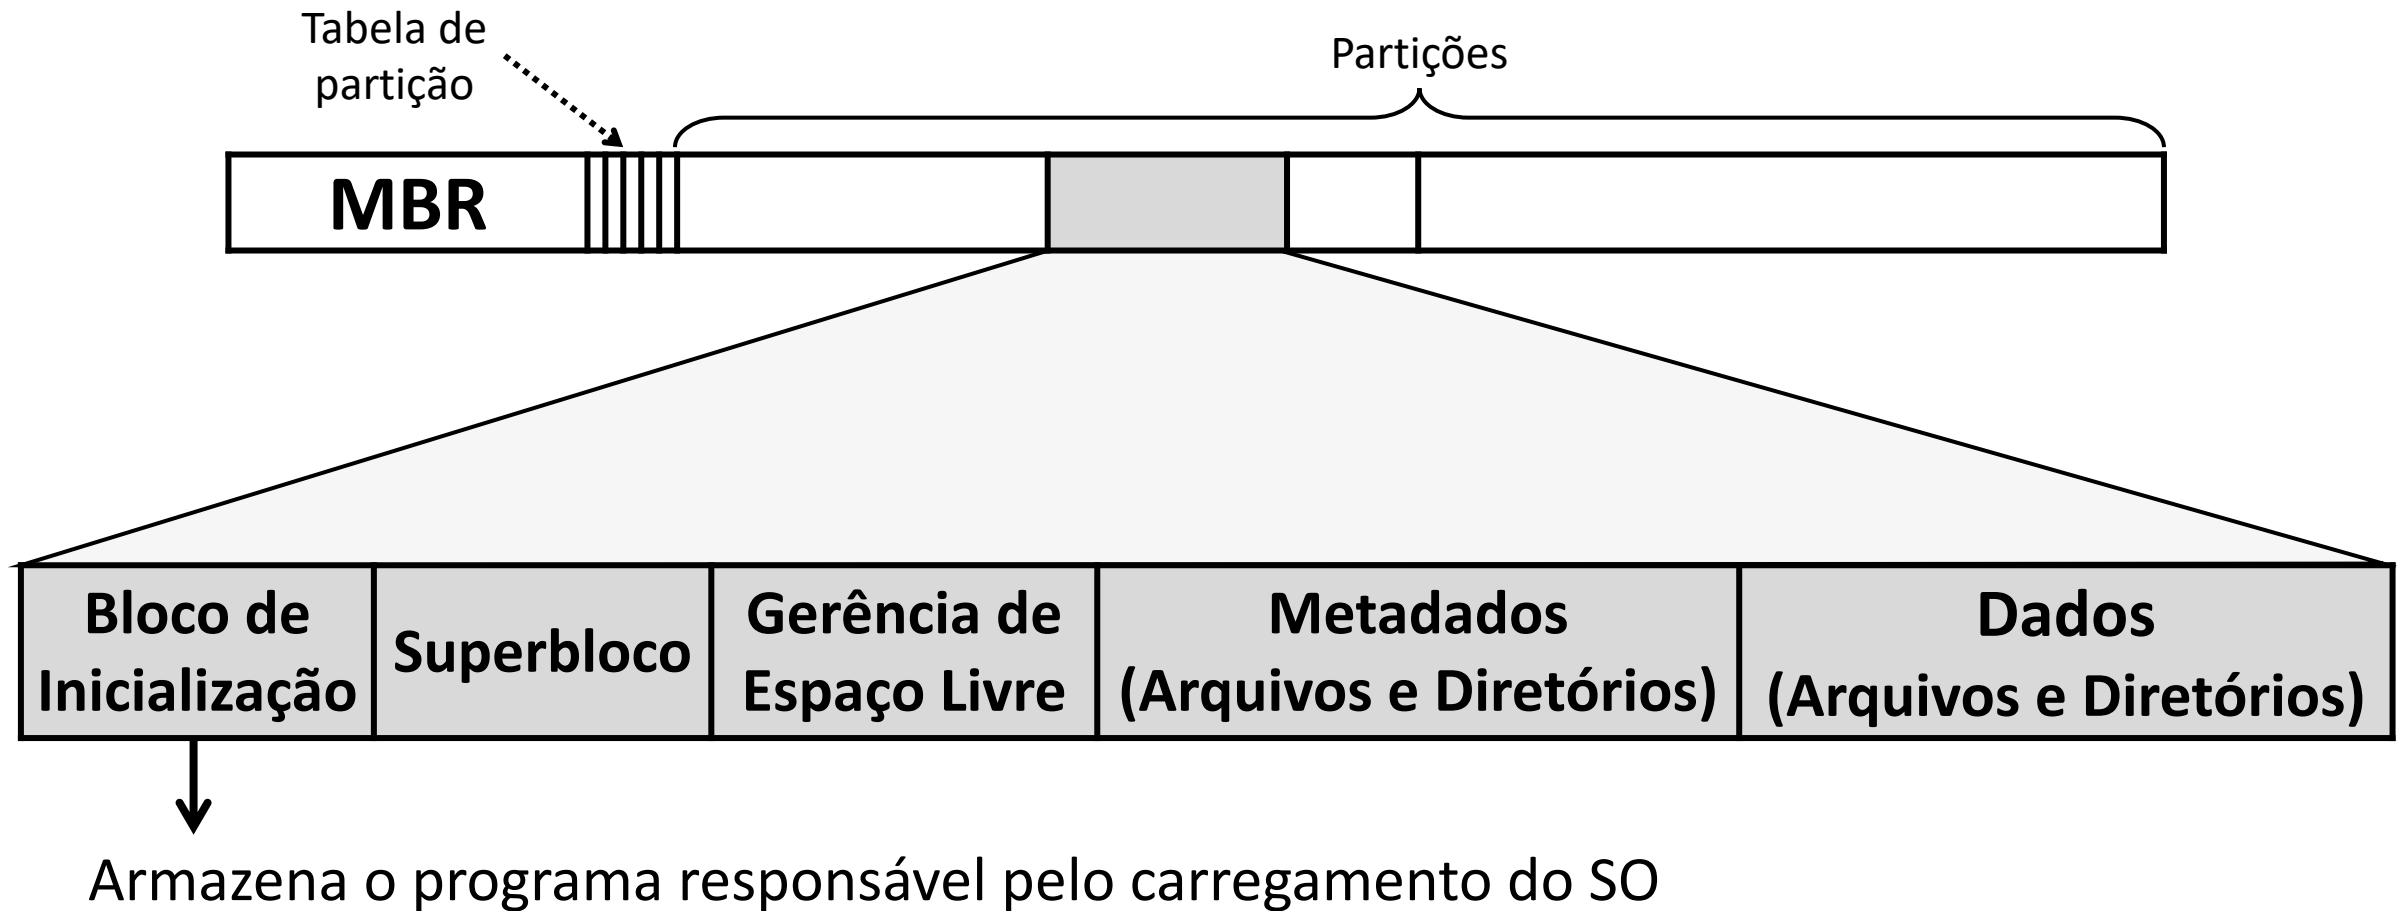 Tabela de
partição
Partições
MBR
Bloco de
Inicialização
Superbloco
Gerência de
Espaço Livre
Metadados
(Arquivos e Diretórios)
Dados
(Arquivos e Diretórios)
Armazena o programa responsável pelo carregamento do SO